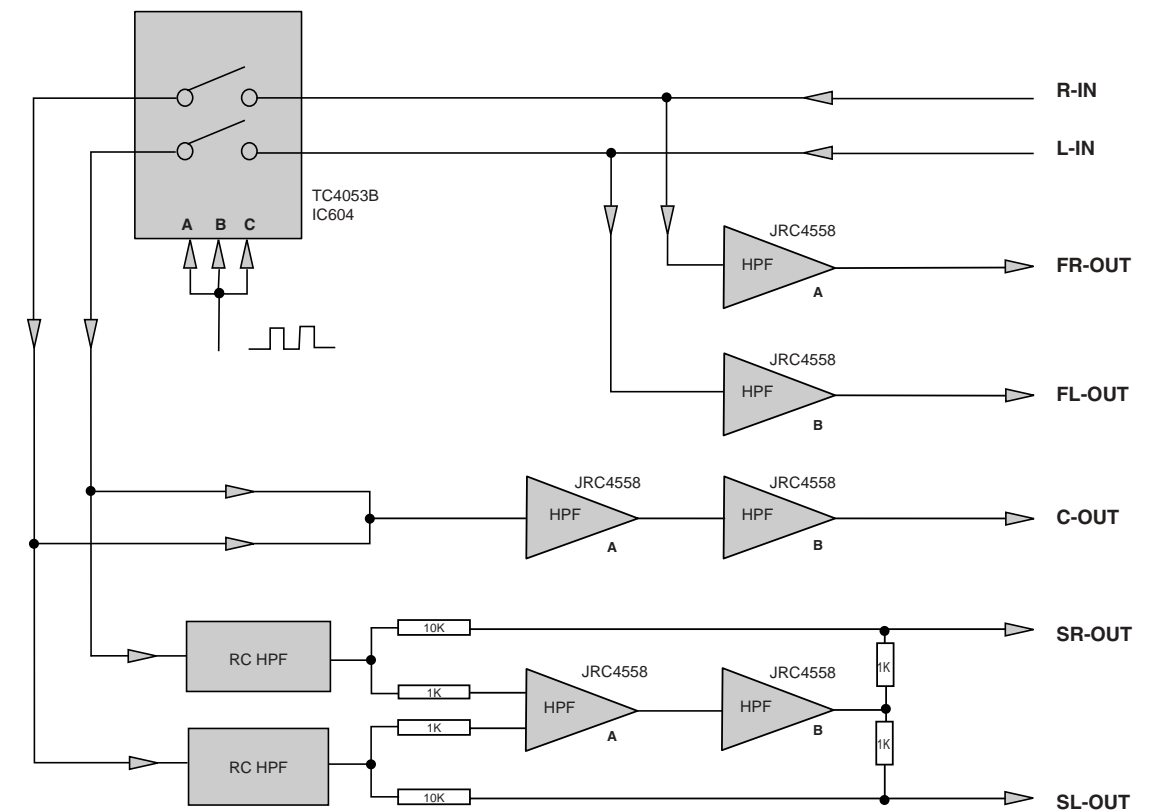 R-IN
L-IN
TC4053B
IC604
A B C
JRC4558
HPF
A
FR-OUT
JRC4558
HPF
B
FL-OUT
JRC4558
HPF
A
JRC4558
HPF
B
C-OUT
10K
SR-OUT
RC HPF
1K
1K
JRC4558
HPF
A
JRC4558
HPF
B
1K
1K
RC HPF
10K
SL-OUT